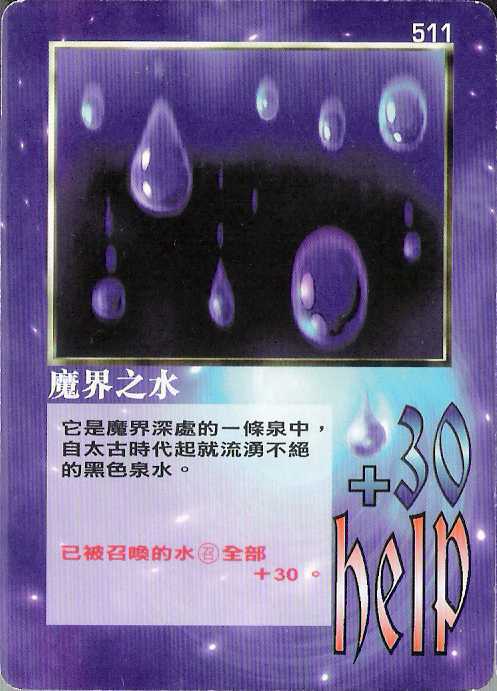 511
魔界之水
它是魔界深處的一條泉中，
自太古時代起就流湧不絕
的黑色泉水。
已被召喚的水㊁全部
+30。
+30
help